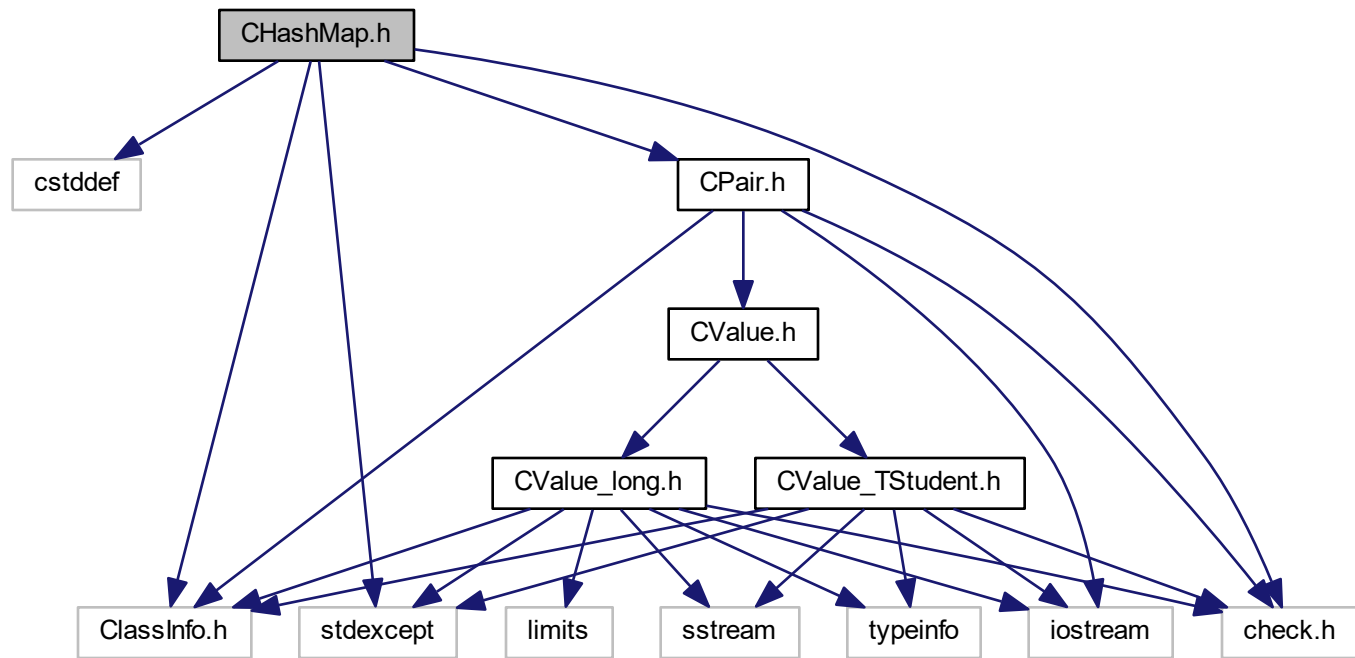 CHashMap.h
cstddef
CPair.h
CValue.h
CValue_long.h
CValue_TStudent.h
ClassInfo.h
stdexcept
limits
sstream
typeinfo
iostream
check.h